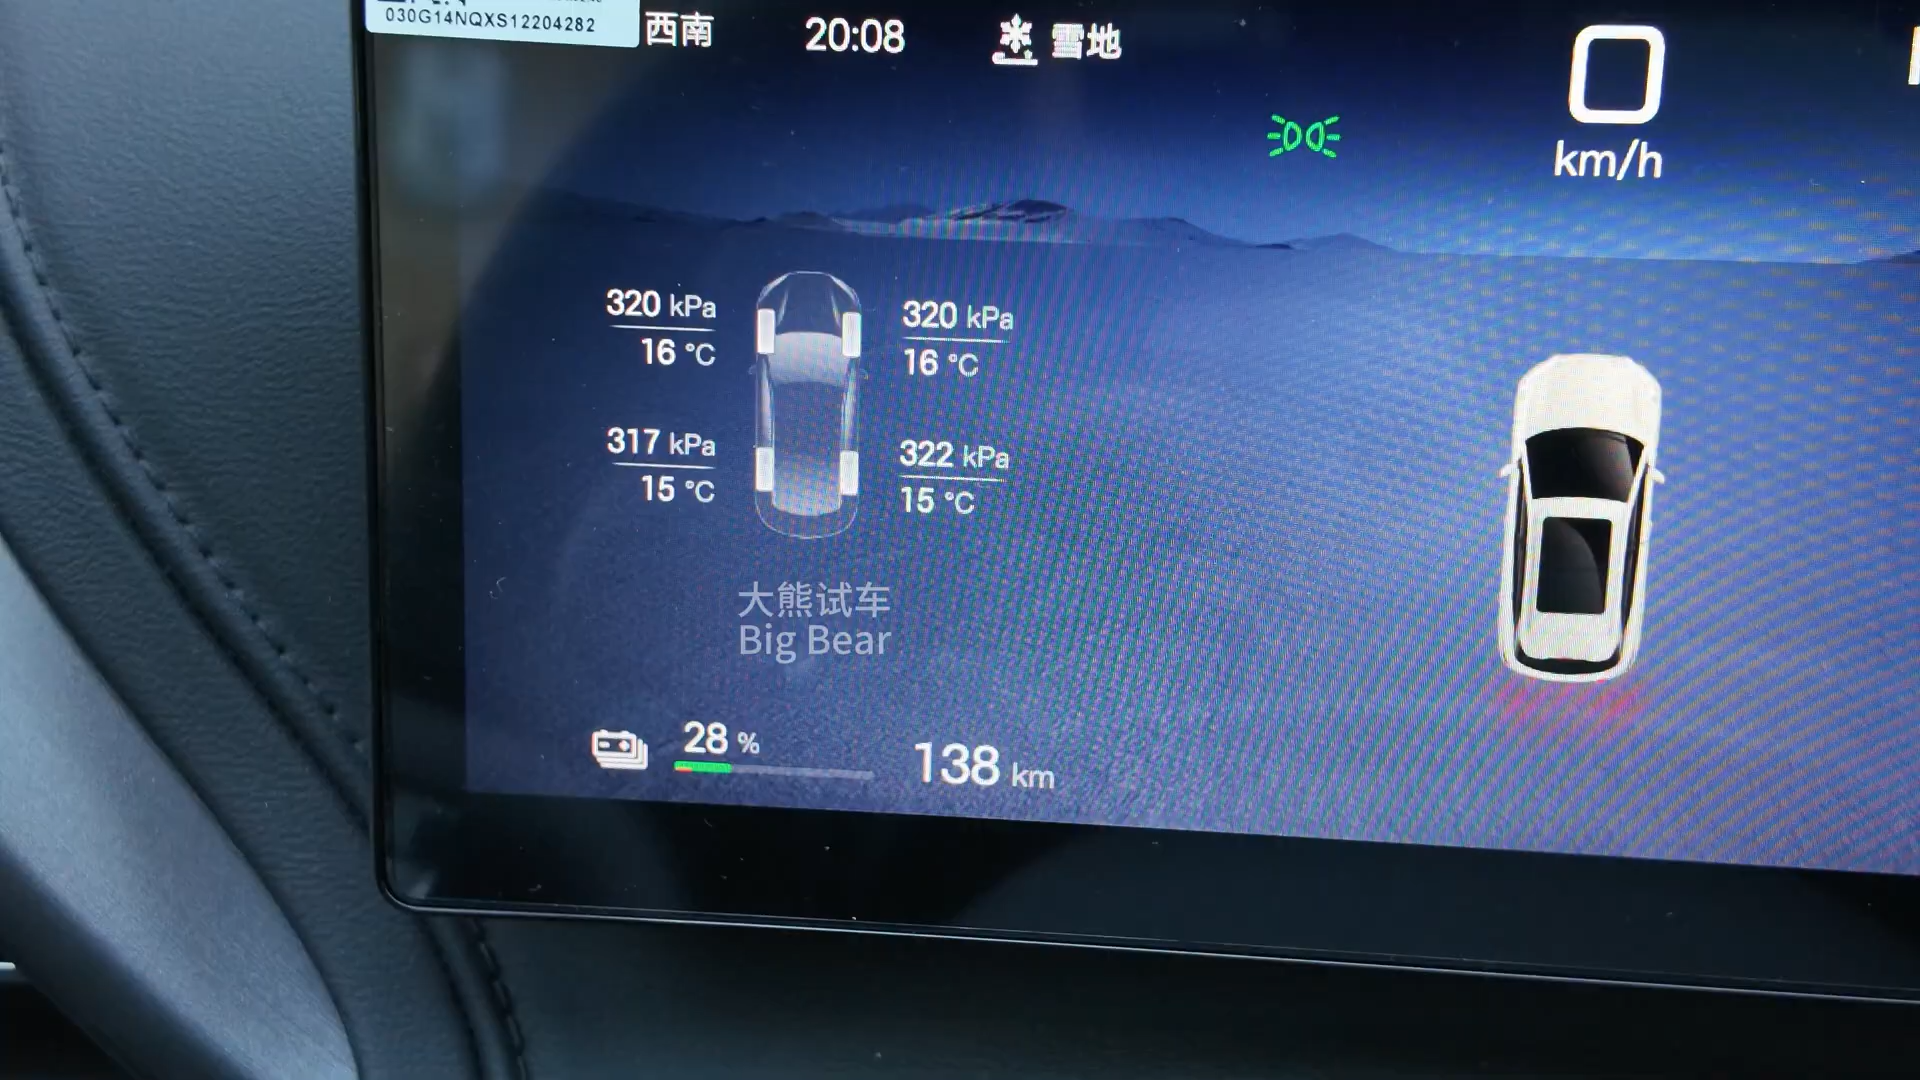 030G14NQXS12204282
西南
20:08
雪地
0
km/h
320 kPa
16 °C
320 kPa
16 °C
317 kPa
15 °C
322 kPa
15 °C
大熊试车
Big Bear
28 %
138 km